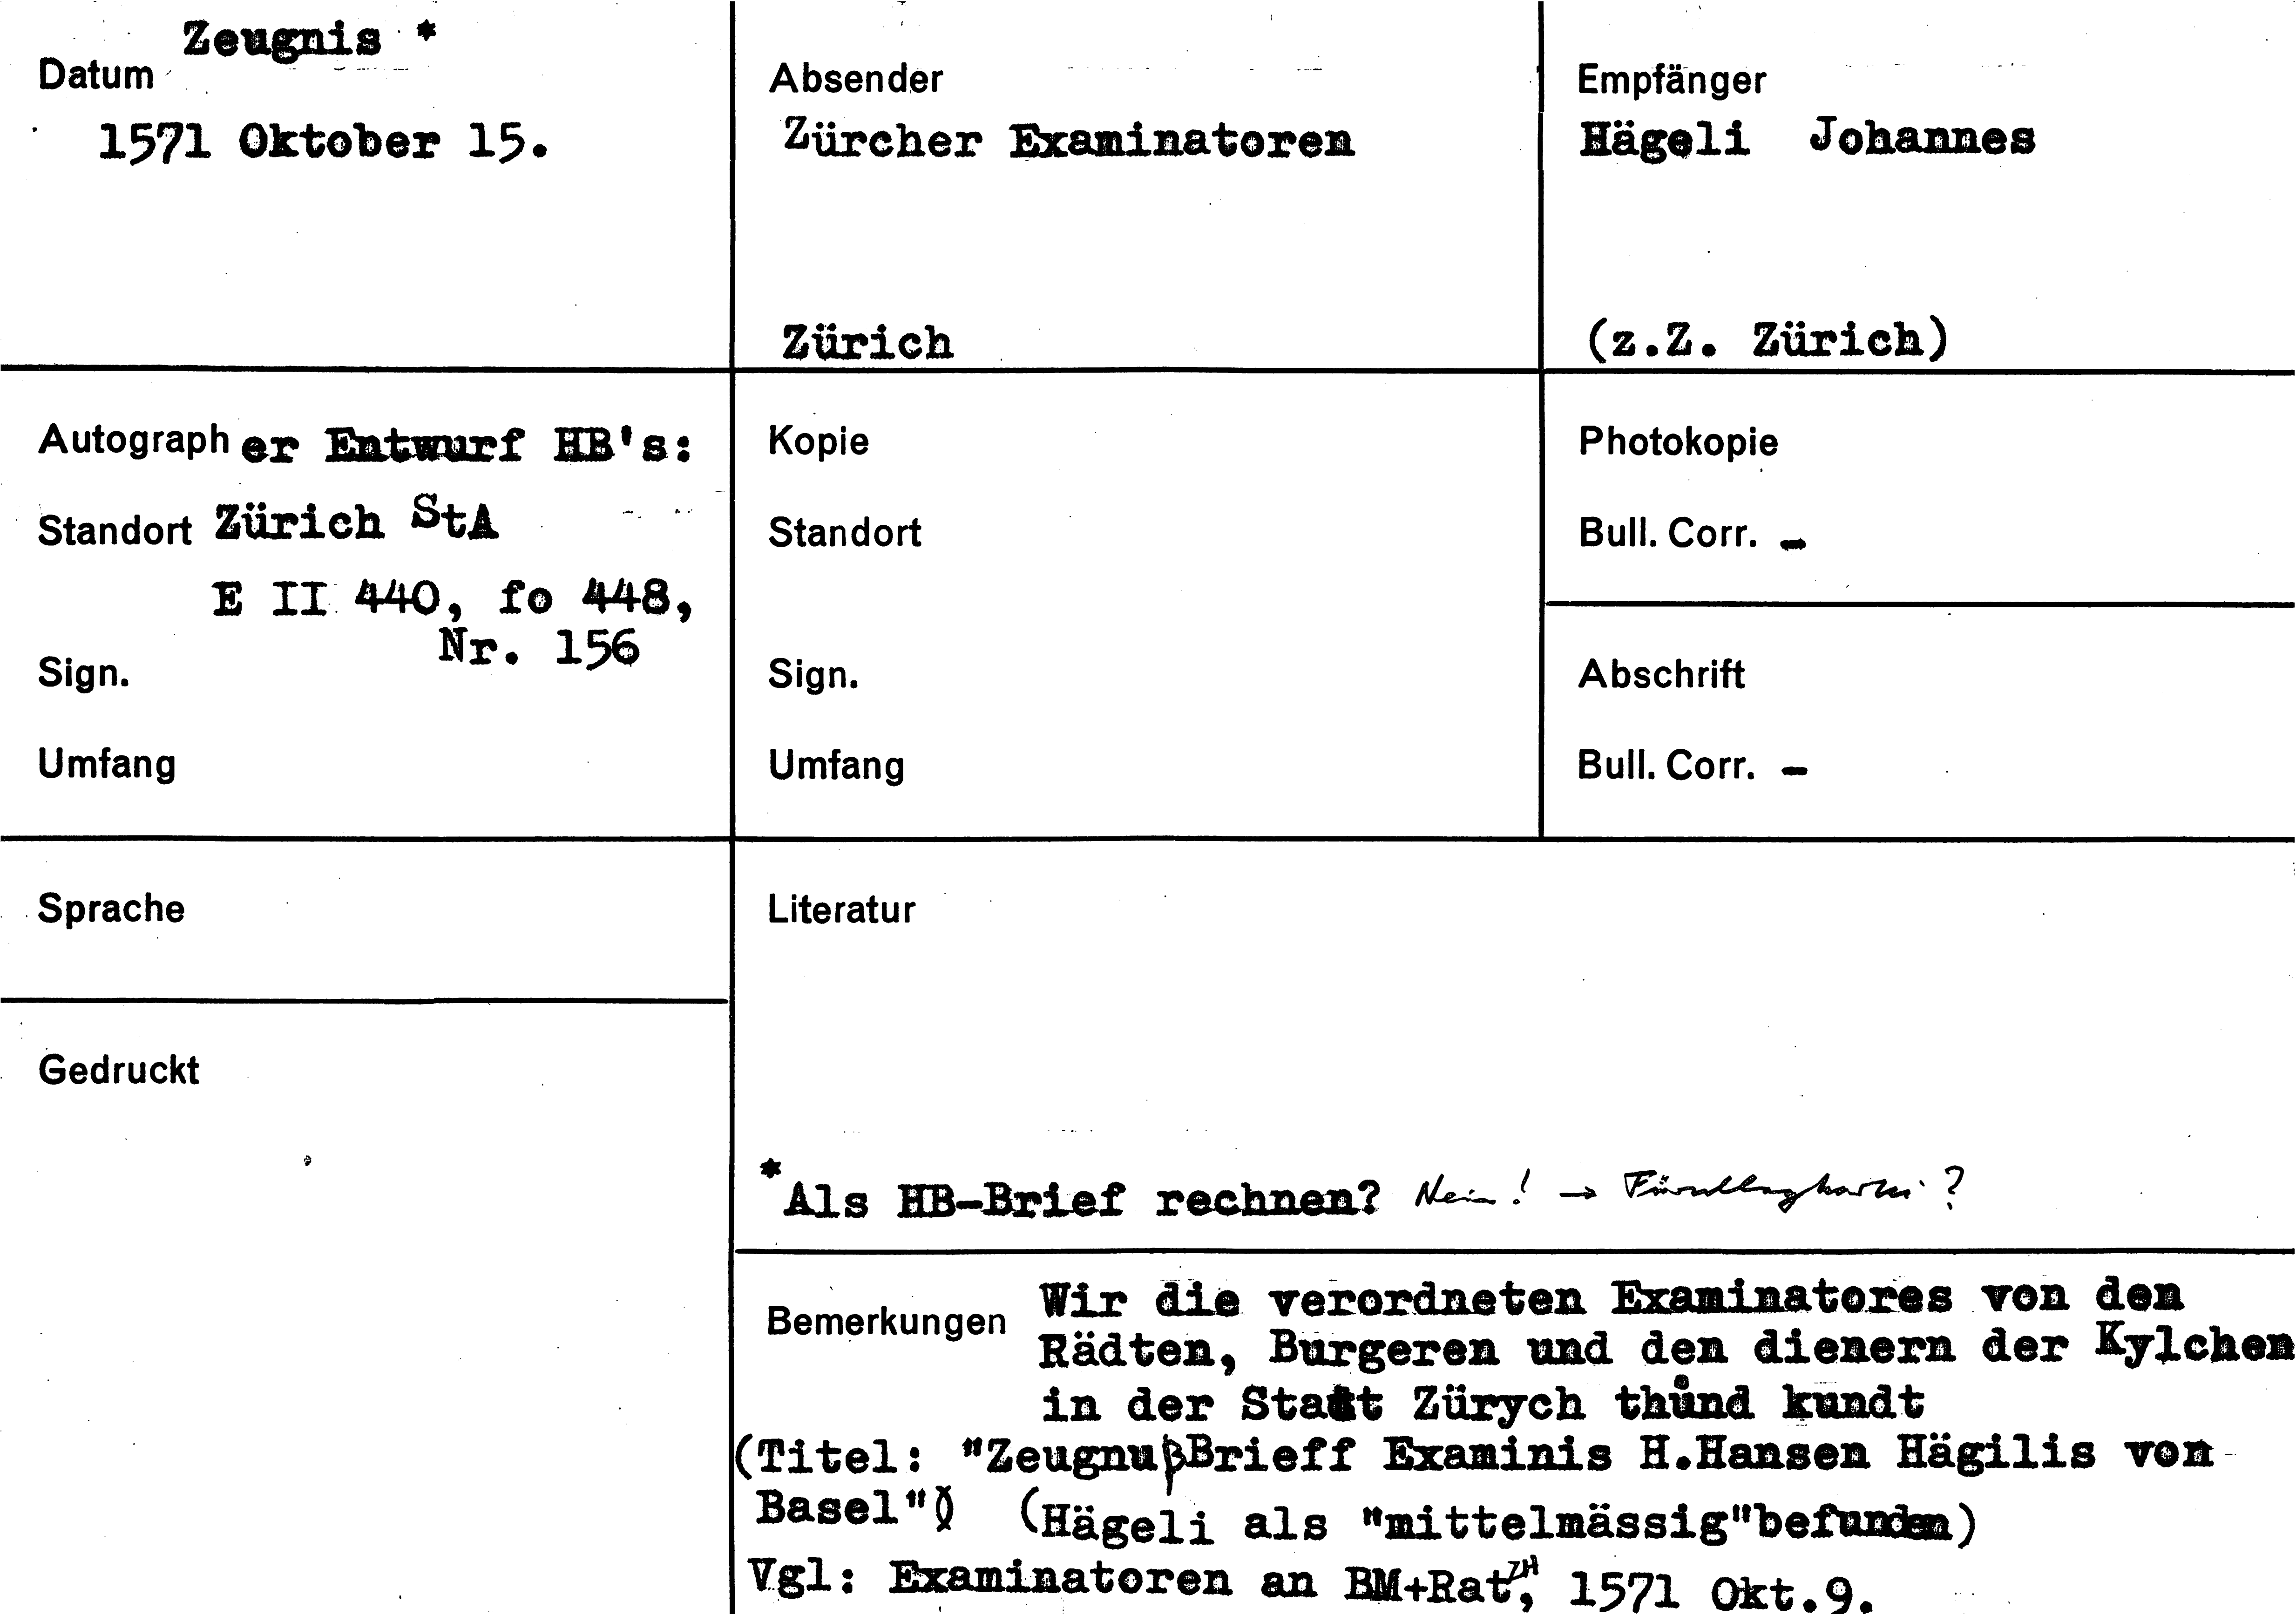 Zeugnis *
Datum
1571 Oktober 15.
Absender
Zürcher Examinatoren
Zürich
Empfänger
Hägeli Johannes
(z.Z. Zürich)
Autograph er Entwurf HB's:
Standort Zürich StA
E II 440, fo 448,
Nr. 156
Sign.
Umfang
Kopie
Standort
Sign.
Umfang
Photokopie
Bull. Corr. -
Abschrift
Bull. Corr. -
Sprache
Gedruckt
Literatur
*Als HB-Brief rechnen? Nein! → ?
Bemerkungen Wir die verordneten Examinatores von den
Rädten, Burgeren und den dienern der Kylchen
in der Statt Zürych thůnd kundt
(Titel: "Zeugnuß Brieff Examinis H.Hansen Hägilis von
Basel") (Hägeli als "mittelmässig"befunden)
Vgl: Examinatoren an BM+Rat ZH, 1571 Okt.9.